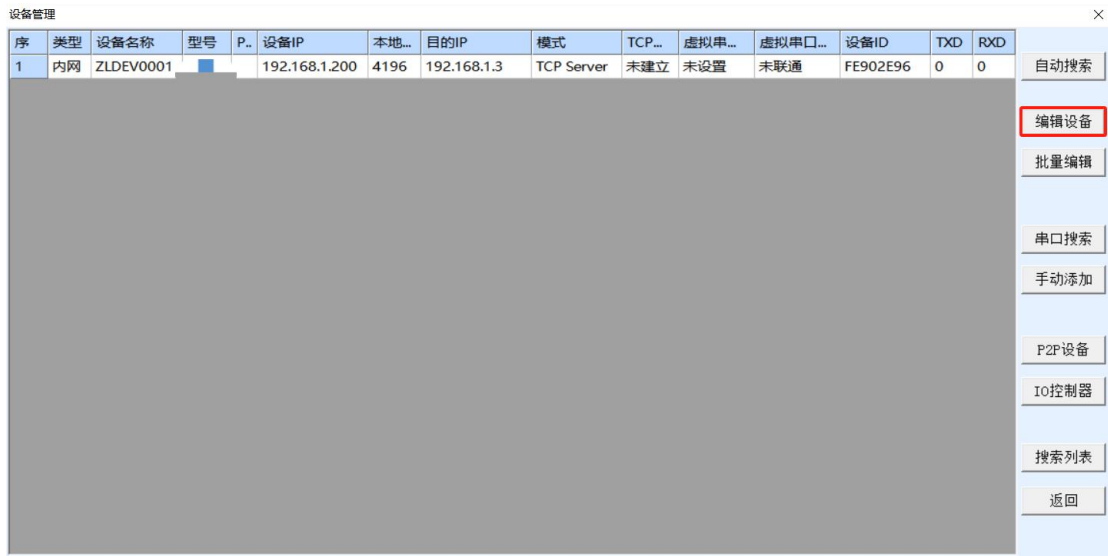 设备管理
序 类型 设备名称 型号 P.. 设备IP 本地... 目的IP 模式 TCP... 虚拟串... 虚拟串口... 设备ID TXD RXD
1 内网 ZLDEV0001 192.168.1.200 4196 192.168.1.3 TCP Server 未建立 未设置 未联通 FE902E96 0 0
自动搜索
编辑设备
批量编辑
串口搜索
手动添加
P2P设备
IO控制器
搜索列表
返回